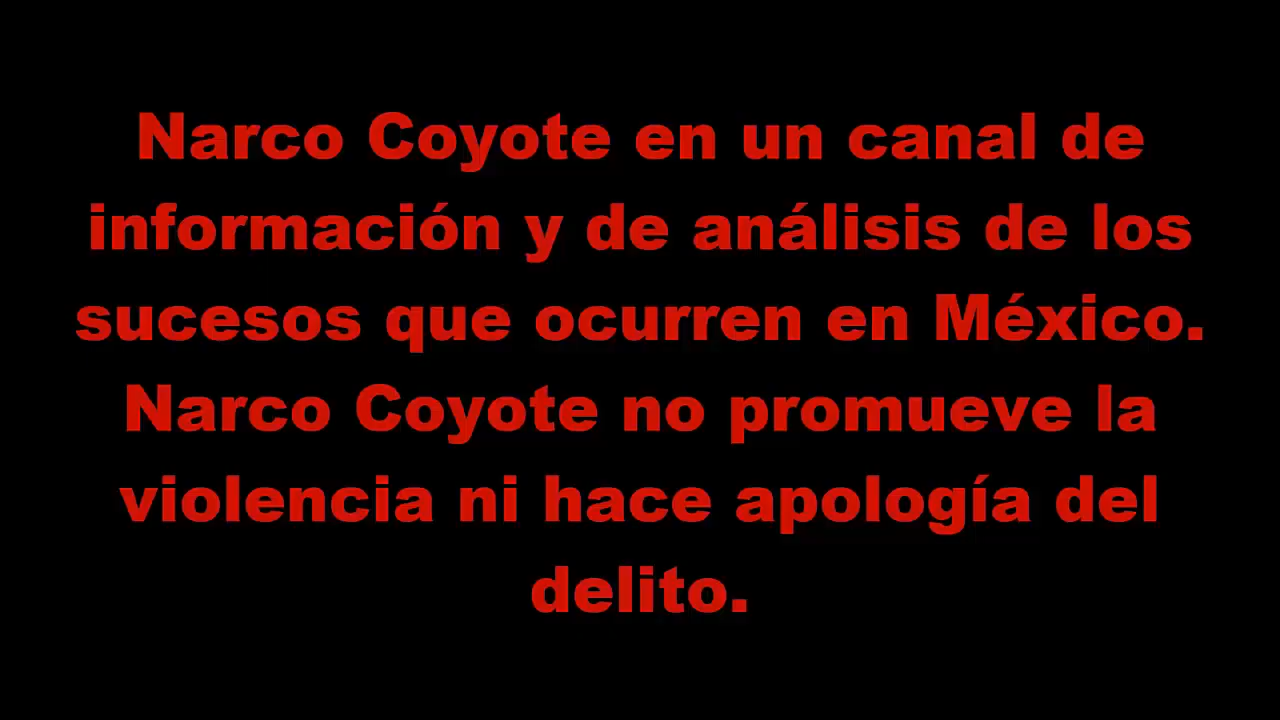 Narco Coyote en un canal de
información y de análisis de los
sucesos que ocurren en México.
Narco Coyote no promueve la
violencia ni hace apología del
delito.